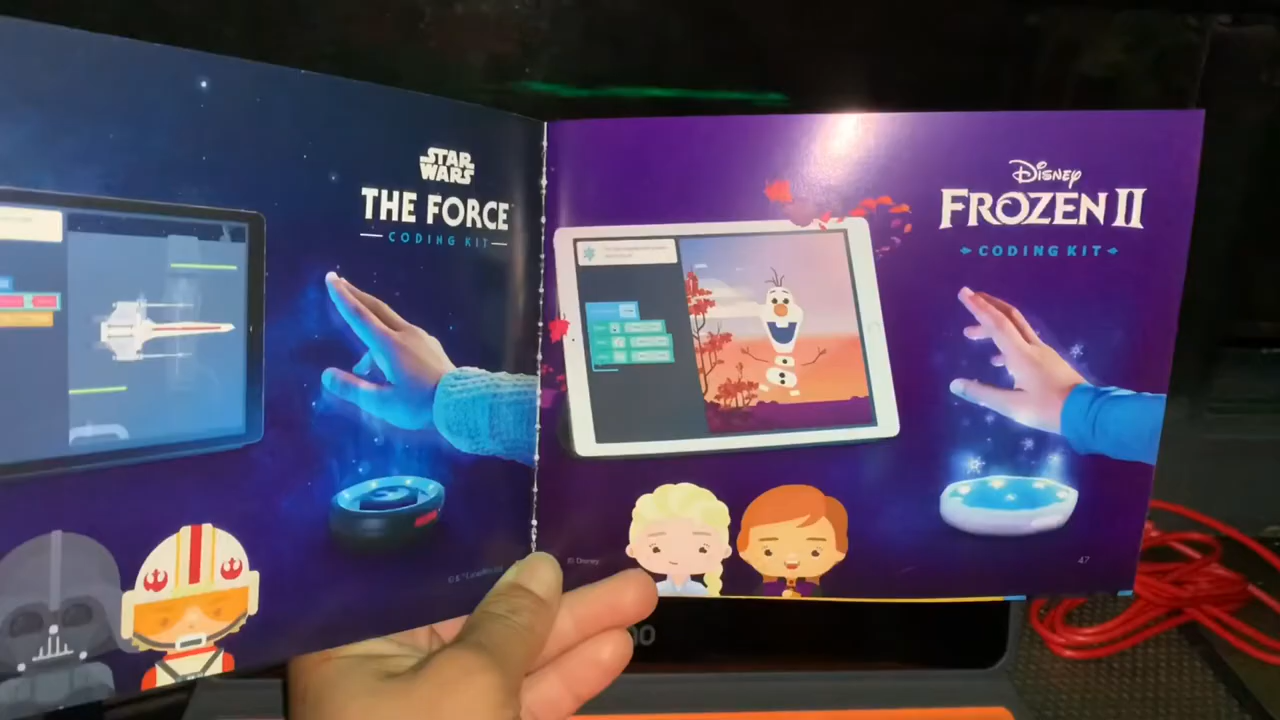 STAR
WARS
THE FORCE
CODING KIT
Disney
FROZEN II
CODING KIT
© Disney
47